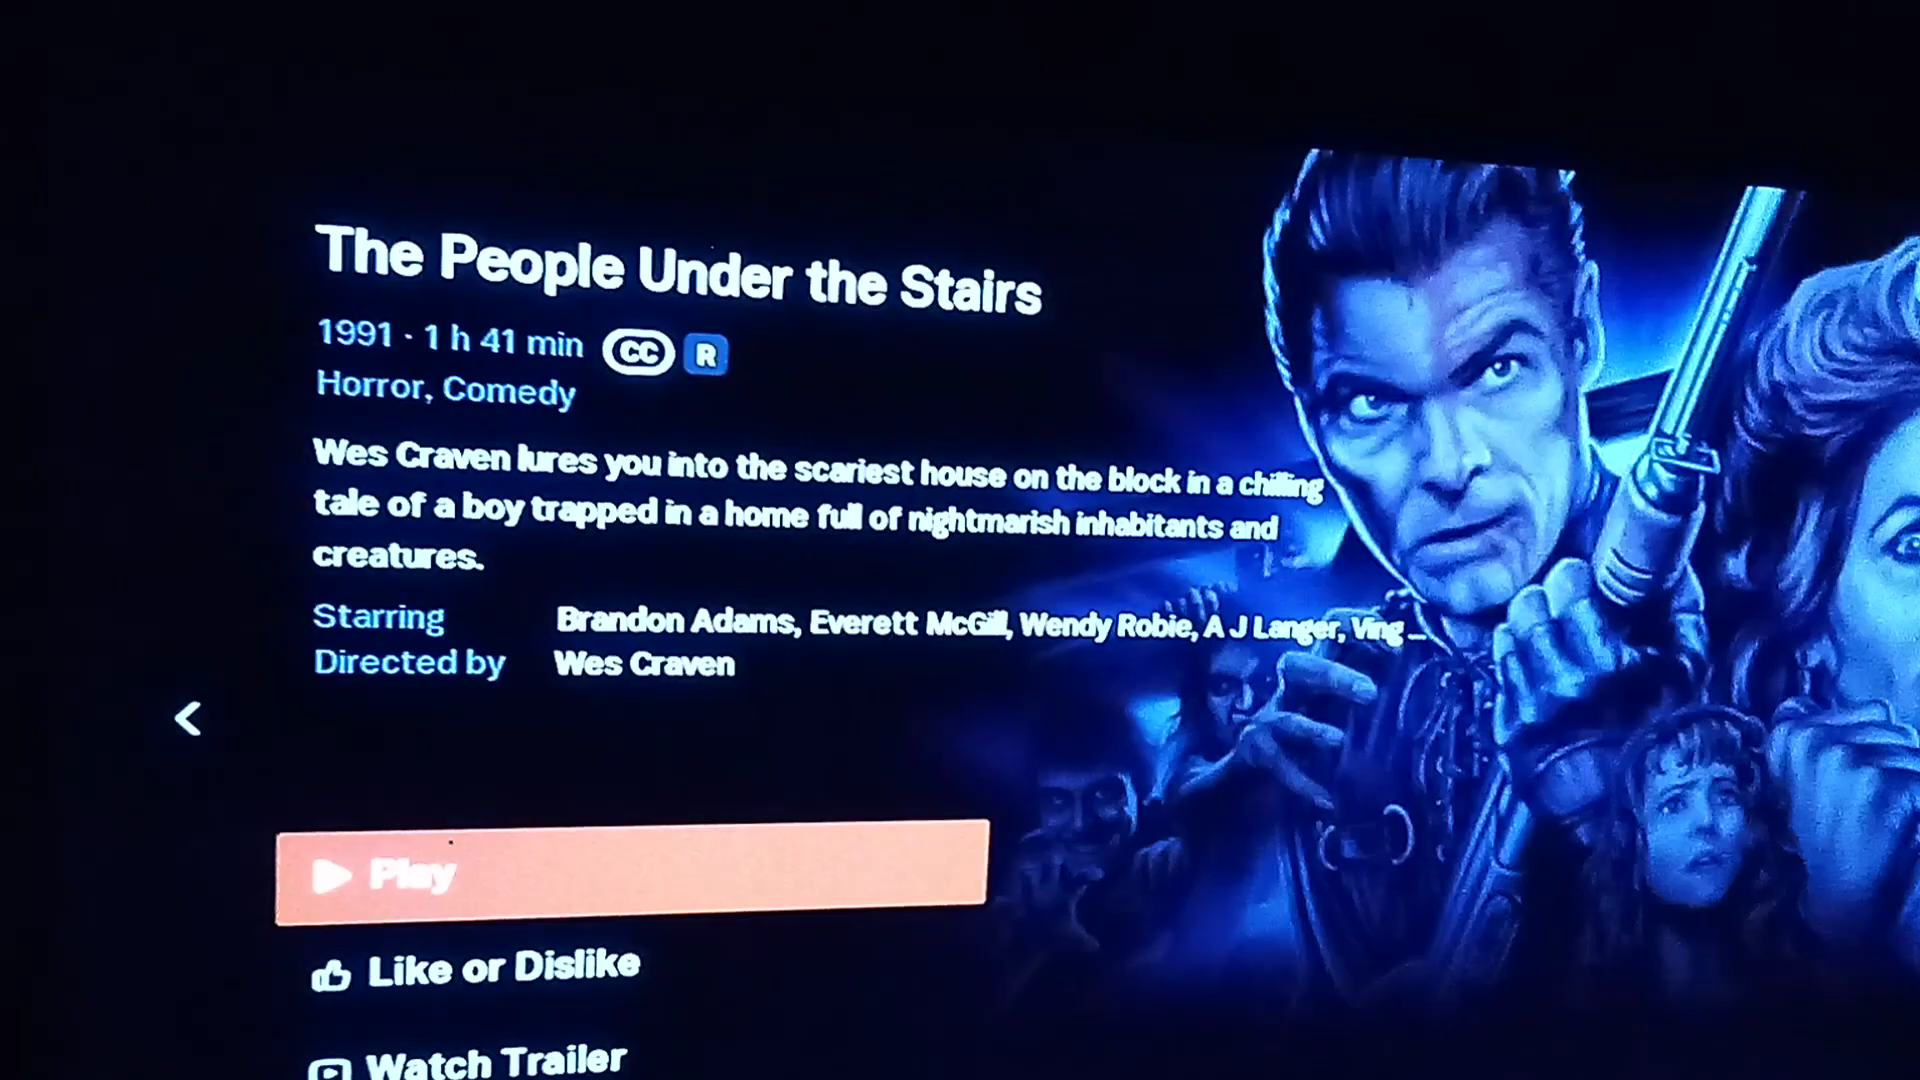 The People Under the Stairs
1991 · 1 h 41 min CC R
Horror, Comedy
Wes Craven lures you into the scariest house on the block in a chilling
tale of a boy trapped in a home full of nightmarish inhabitants and
creatures.
Starring Brandon Adams, Everett McGill, Wendy Robie, A J Langer, Ving ...
Directed by Wes Craven
Play
Like or Dislike
Watch Trailer